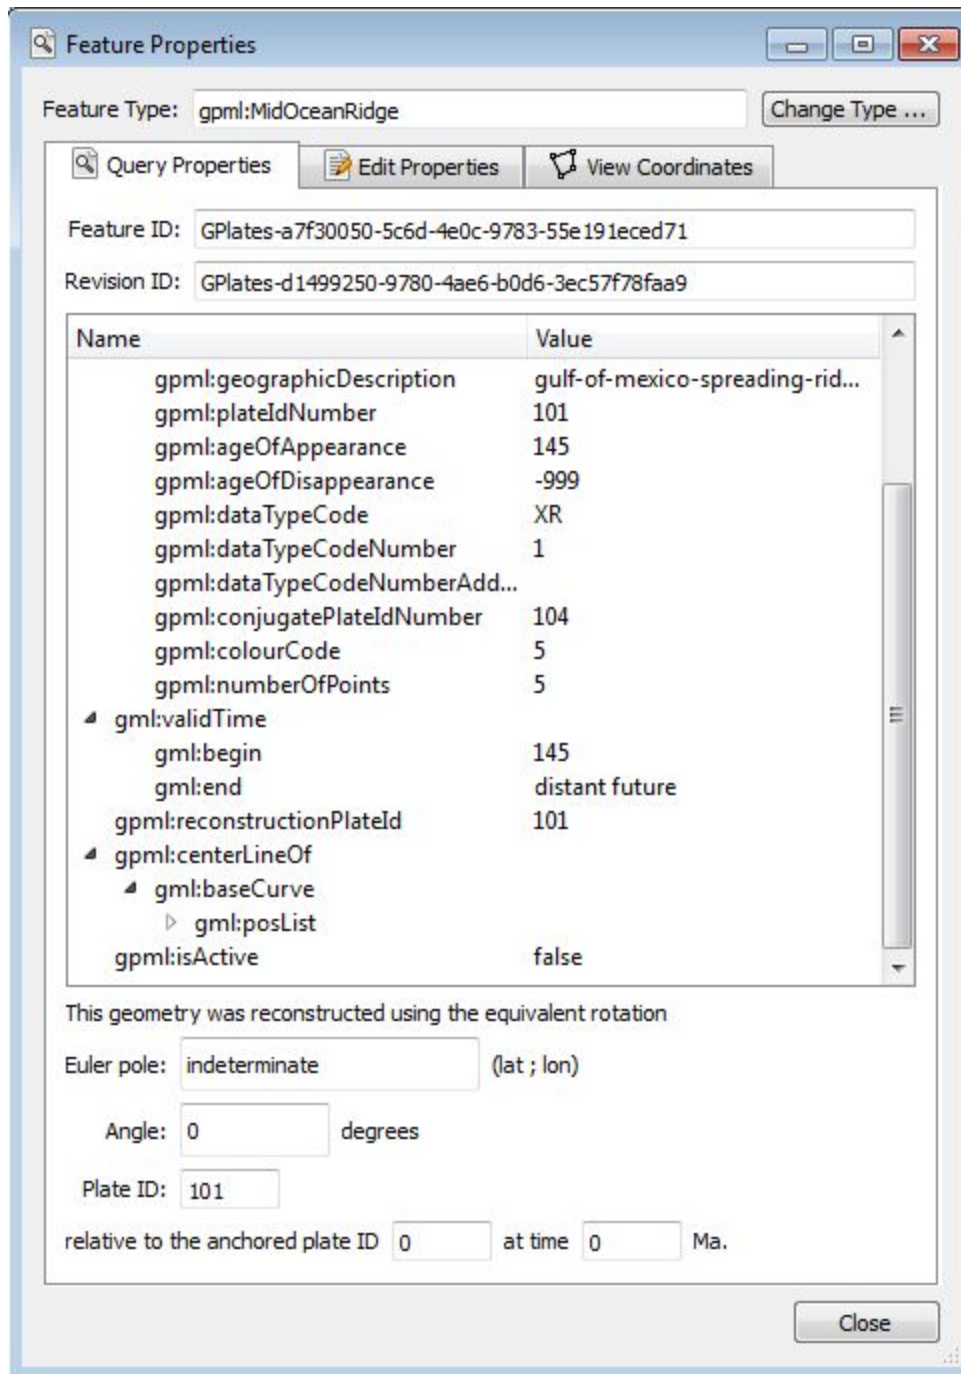 Feature Properties
Feature Type: gpml:MidOceanRidge Change Type ...
Query Properties Edit Properties View Coordinates
Feature ID: GPlates-a7f30050-5c6d-4e0c-9783-55e191eced71
Revision ID: GPlates-d1499250-9780-4ae6-b0d6-3ec57f78faa9
Name Value
gpml:geographicDescription gulf-of-mexico-spreading-rid...
gpml:plateIdNumber 101
gpml:ageOfAppearance 145
gpml:ageOfDisappearance -999
gpml:dataTypeCode XR
gpml:dataTypeCodeNumber 1
gpml:dataTypeCodeNumberAdd...
gpml:conjugatePlateIdNumber 104
gpml:colourCode 5
gpml:numberOfPoints 5
gml:validTime
gml:begin 145
gml:end distant future
gpml:reconstructionPlateId 101
gpml:centerLineOf
gml:baseCurve
gml:posList
gpml:isActive false
This geometry was reconstructed using the equivalent rotation
Euler pole: indeterminate (lat ; lon)
Angle: 0 degrees
Plate ID: 101
relative to the anchored plate ID 0 at time 0 Ma.
Close